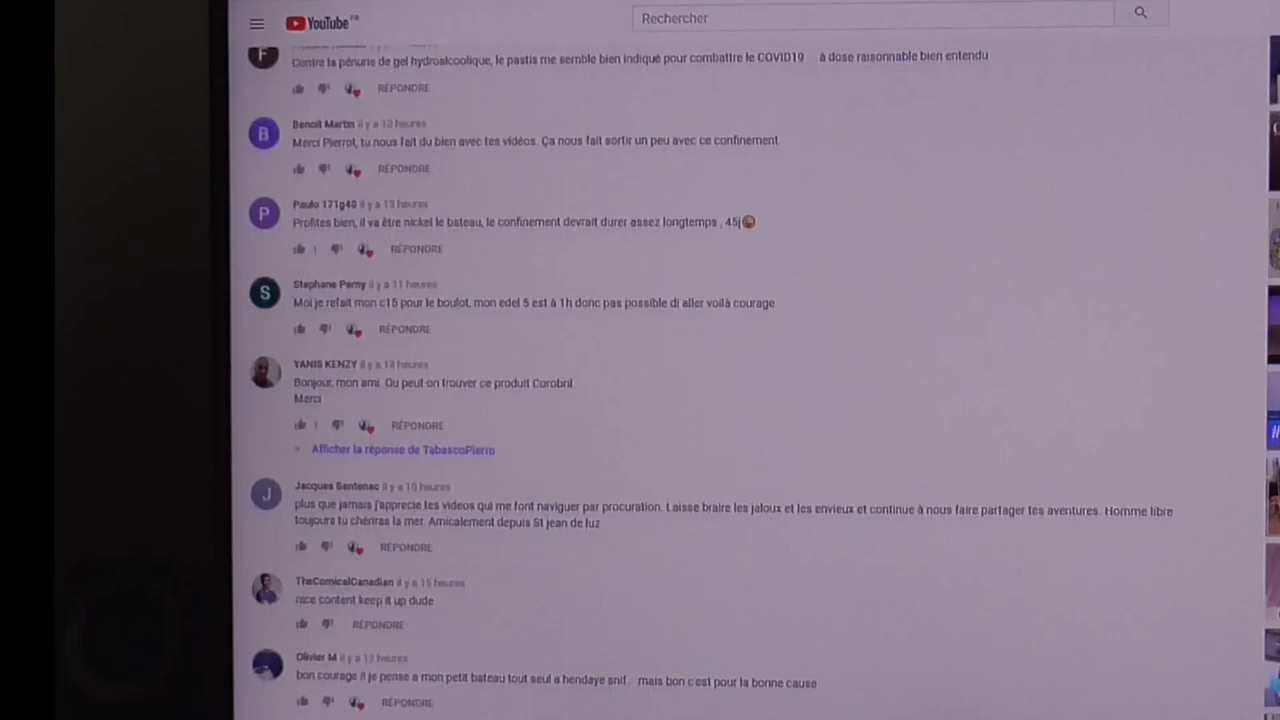 YouTube FR
Rechercher
F
Contre la pénurie de gel hydroalcoolique, le pastis me semble bien indiqué pour combattre le COVID19 à dose raisonnable bien entendu
RÉPONDRE
B
Benoit Martin il y a 13 heures
Merci Pierrot, tu nous fait du bien avec tes vidéos. Ça nous fait sortir un peu avec ce confinement.
RÉPONDRE
P
Paulo 121g40 il y a 13 heures
Profites bien, il va être nickel le bateau, le confinement devrait durer assez longtemps , 45j
1 RÉPONDRE
S
Stephane Perny il y a 11 heures
Moi je refait mon c15 pour le boulot, mon edel 5 est à 1h donc pas possible di aller voilà courage
RÉPONDRE
YANIS KENZY il y a 13 heures
Bonjour, mon ami. Ou peut-on trouver ce produit Corobril.
Merci
1 RÉPONDRE
Afficher la réponse de TabascoPierro
J
Jacques Sentenac il y a 10 heures
plus que jamais j'apprecie tes videos qui me font naviguer par procuration. Laisse braire les jaloux et les envieux et continue à nous faire partager tes aventures. Homme libre
toujours tu chériras la mer. Amicalement depuis St jean de luz
RÉPONDRE
TheComicalCanadian il y a 15 heures
nice content keep it up dude
RÉPONDRE
Olivier M il y a 12 heures
bon courage !! je pense a mon petit bateau tout seul a hendaye snif.. mais bon c'est pour la bonne cause
RÉPONDRE